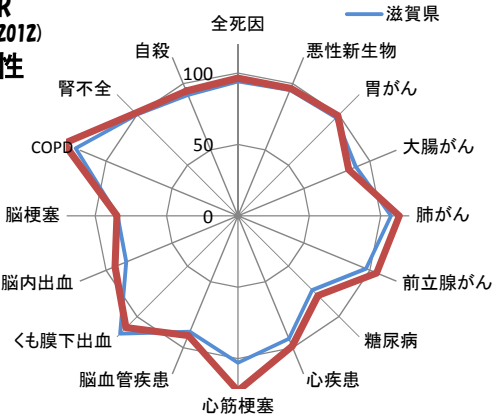 R
2012)
性
滋賀県
全死因
悪性新生物
胃がん
大腸がん
肺がん
前立腺がん
糖尿病
心疾患
心筋梗塞
脳血管疾患
くも膜下出血
脳内出血
脳梗塞
COPD
腎不全
自殺
100
50
0